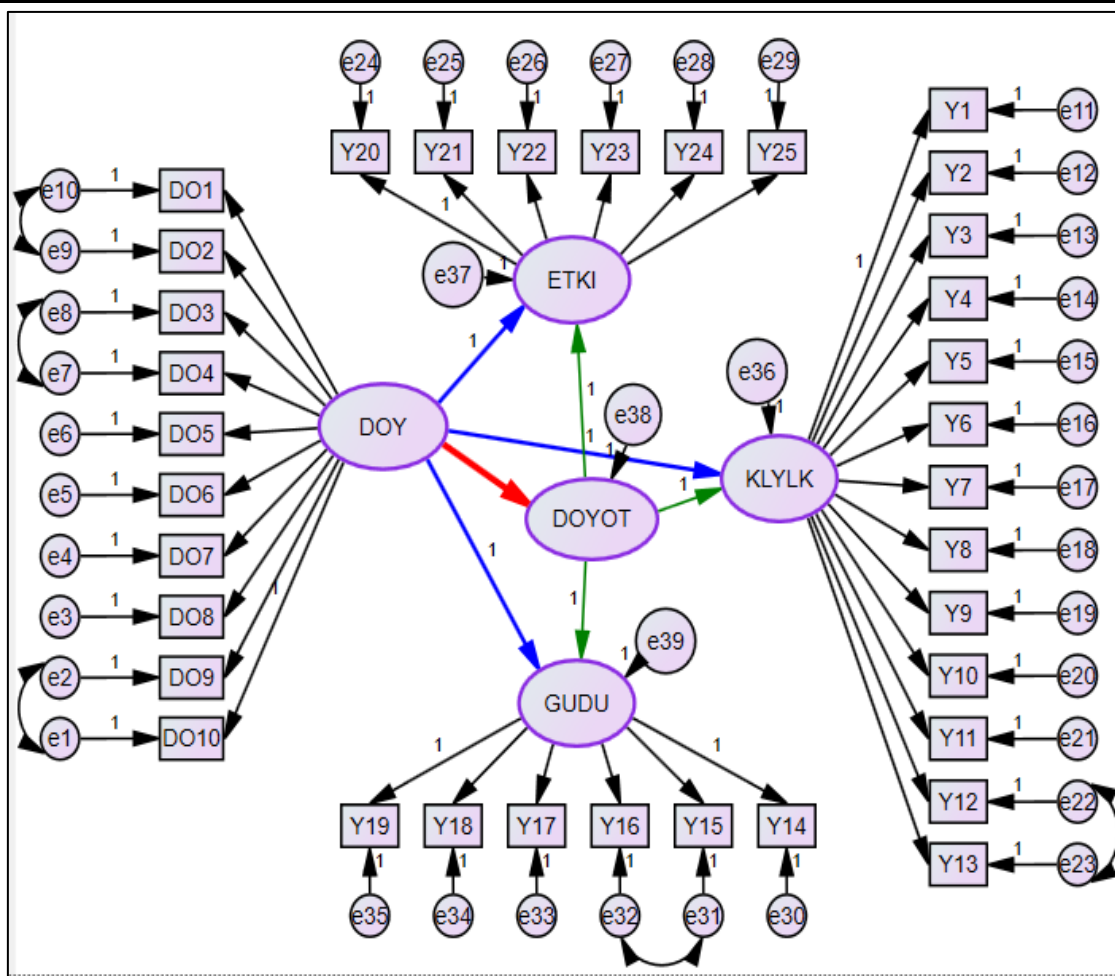 e24 e25 e26 e27 e28 e29
1 1 1 1 1 1
Y20 Y21 Y22 Y23 Y24 Y25
1
e37 1 ETKI
e10 1 DO1
e9 1 DO2
e8 1 DO3
e7 1 DO4
e6 1 DO5
e5 1 DO6
e4 1 DO7
e3 1 DO8
e2 1 DO9
e1 1 DO10
1
DOY
1
1
1
1
e38
1
DOYOT
1
1
1
e39
1
GUDU
e36
1
KLYLK
1
Y1 1 e11
Y2 1 e12
Y3 1 e13
Y4 1 e14
Y5 1 e15
Y6 1 e16
Y7 1 e17
Y8 1 e18
Y9 1 e19
Y10 1 e20
Y11 1 e21
Y12 1 e22
Y13 1 e23
1 1
Y19 Y18 Y17 Y16 Y15 Y14
1 1 1 1 1 1
e35 e34 e33 e32 e31 e30